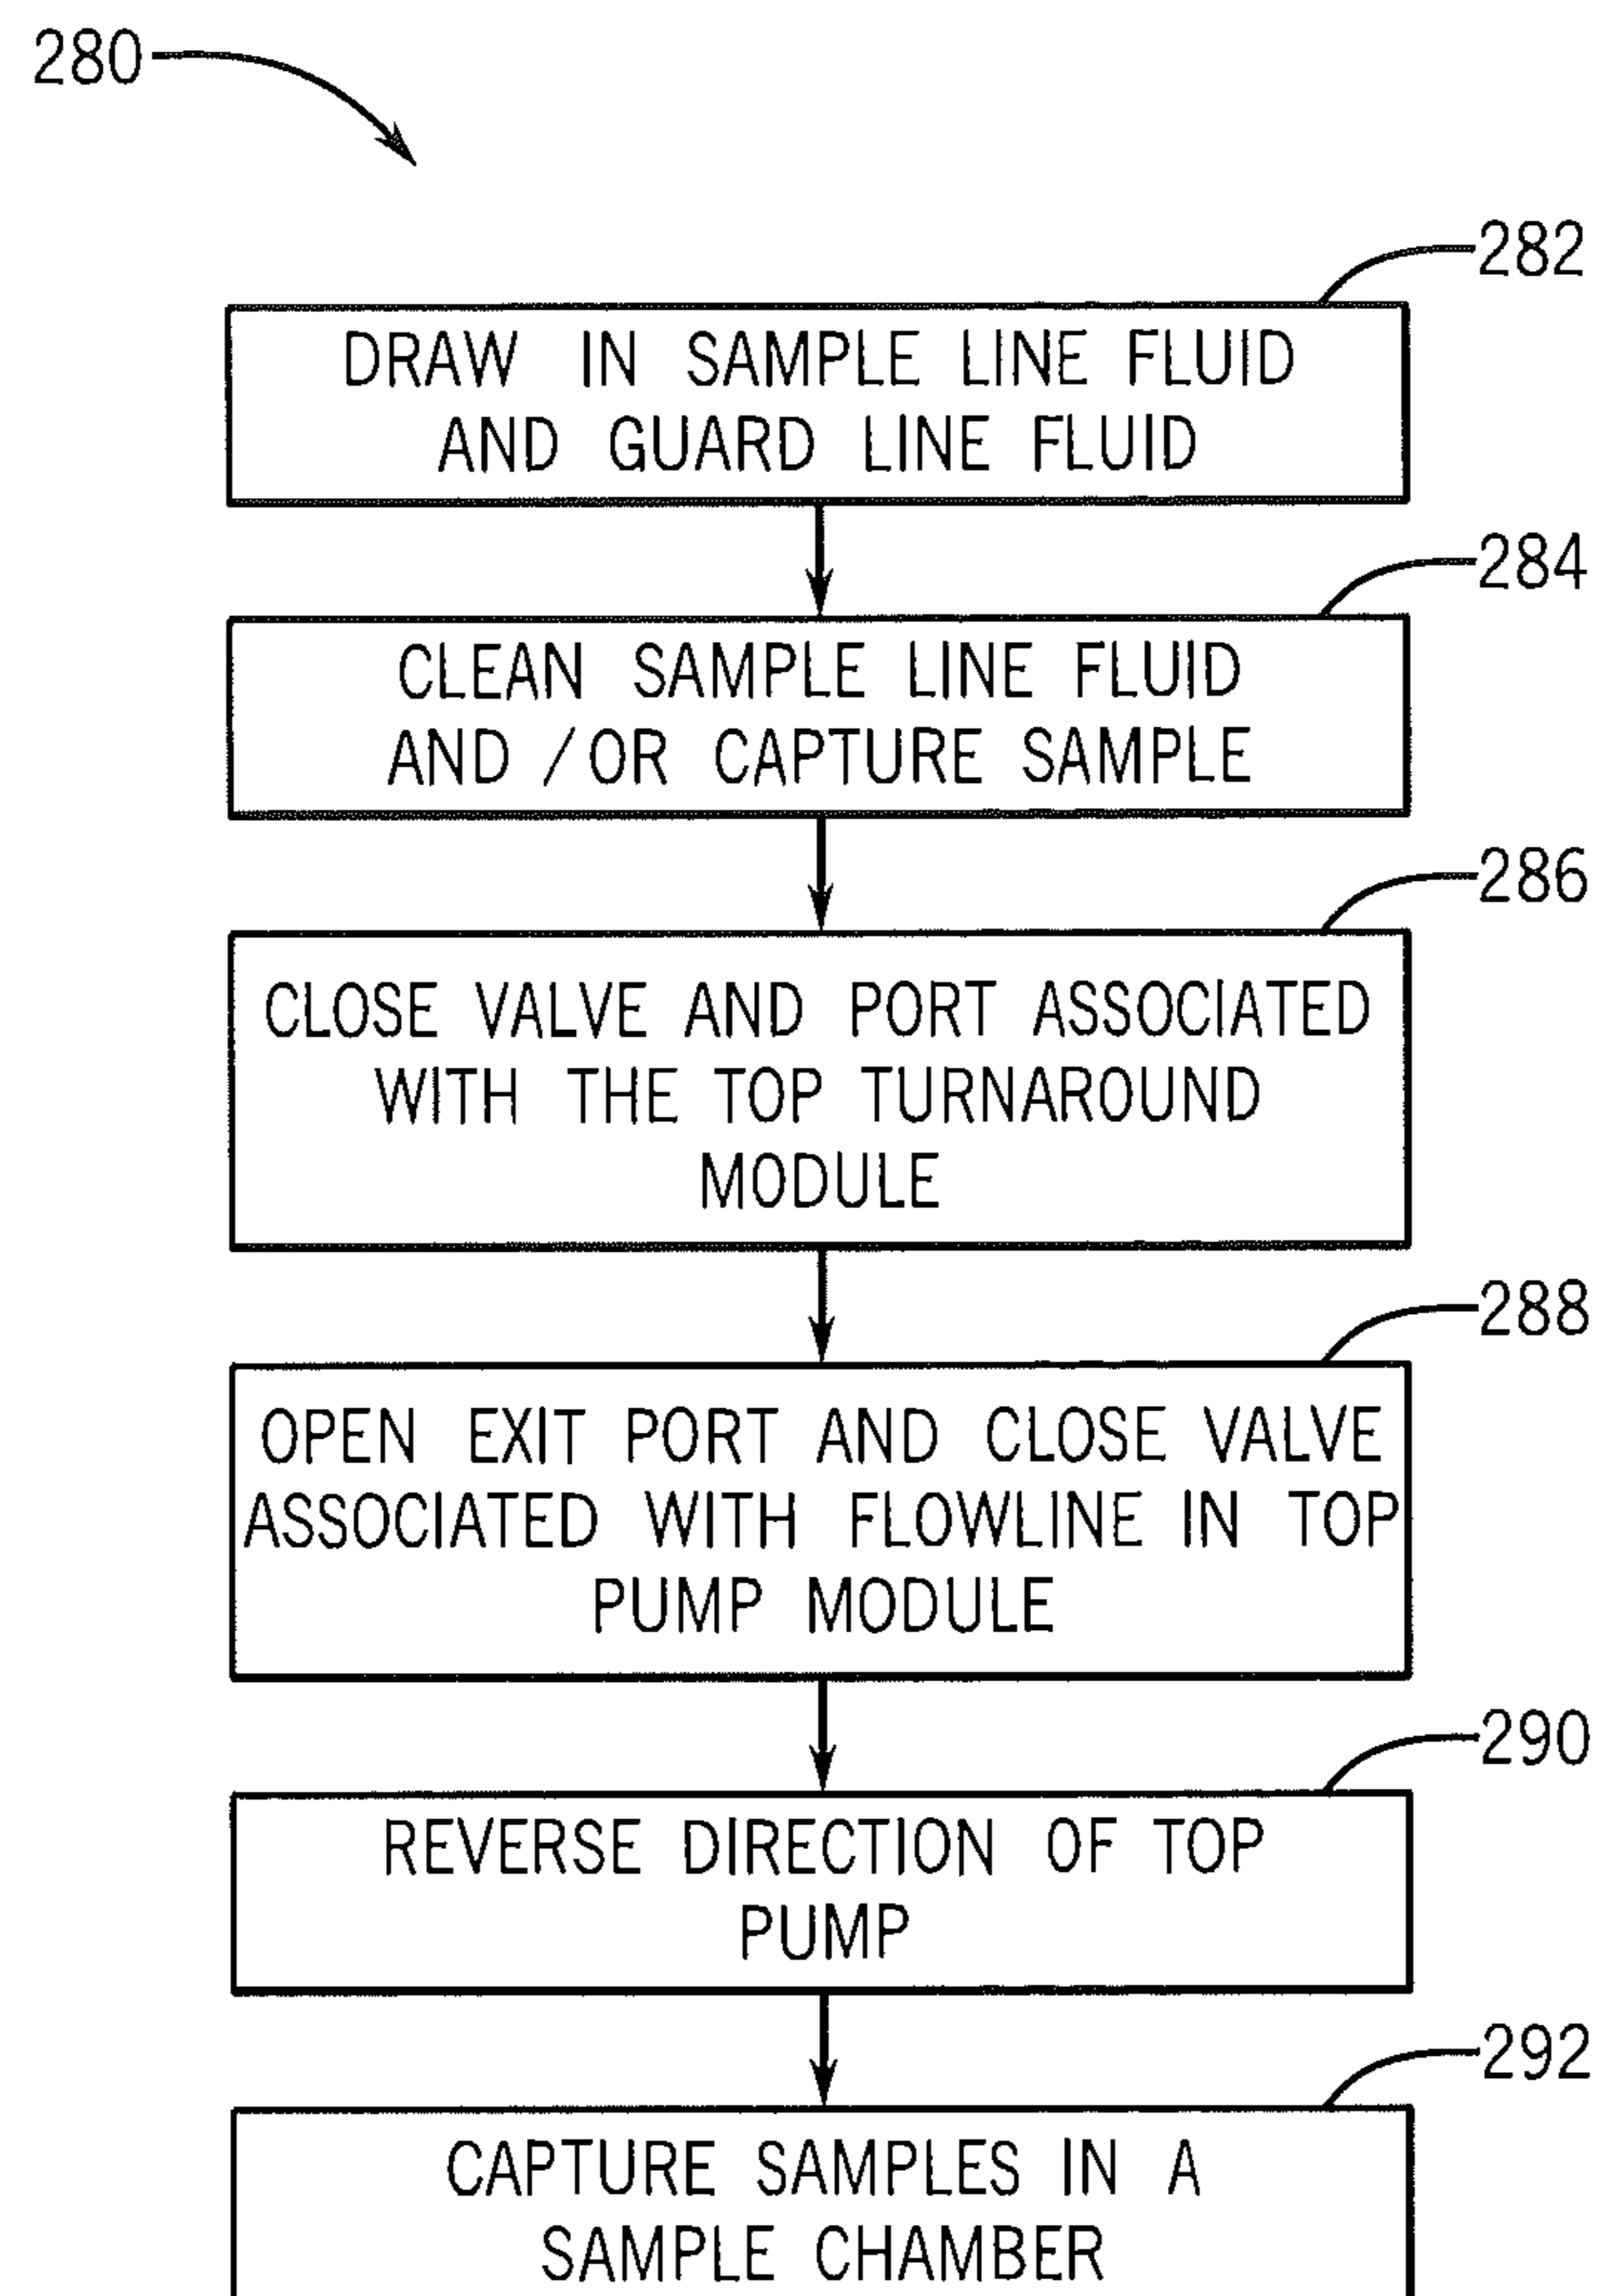 280
282
DRAW IN SAMPLE LINE FLUID
AND GUARD LINE FLUID
284
CLEAN SAMPLE LINE FLUID
AND /OR CAPTURE SAMPLE
286
CLOSE VALVE AND PORT ASSOCIATED
WITH THE TOP TURNAROUND
MODULE
288
OPEN EXIT PORT AND CLOSE VALVE
ASSOCIATED WITH FLOWLINE IN TOP
PUMP MODULE
290
REVERSE DIRECTION OF TOP
PUMP
292
CAPTURE SAMPLES IN A
SAMPLE CHAMBER